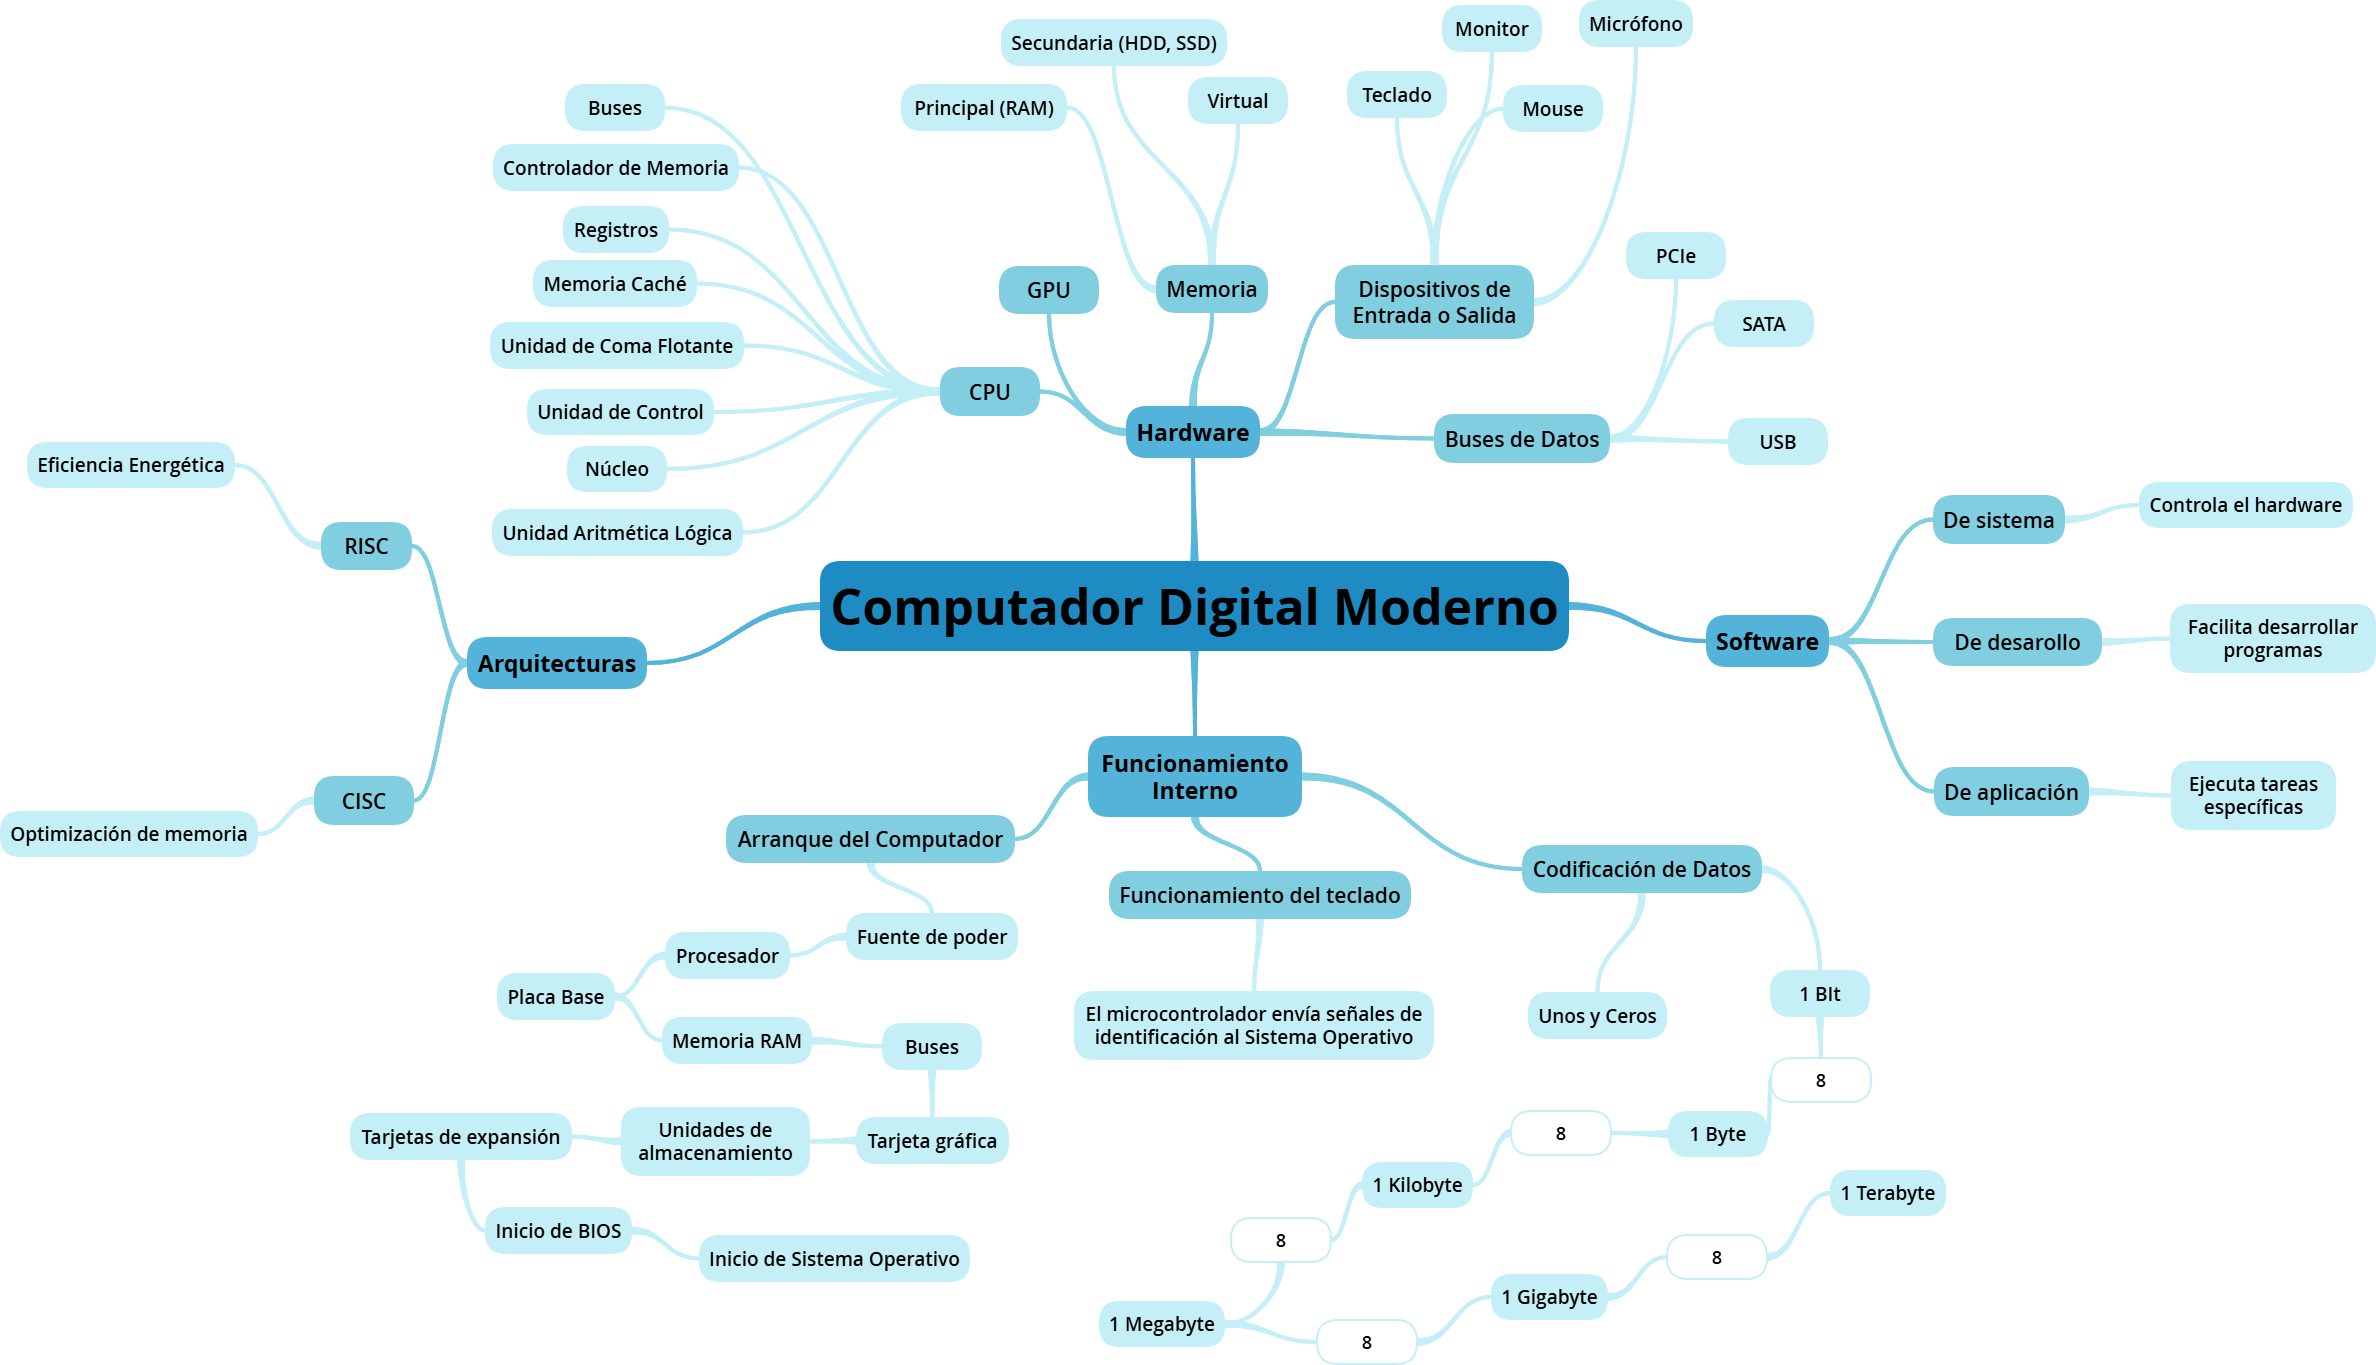 Computador Digital Moderno
Hardware
CPU
Buses
Controlador de Memoria
Registros
Memoria Caché
Unidad de Coma Flotante
Unidad de Control
Núcleo
Unidad Aritmética Lógica
GPU
Memoria
Principal (RAM)
Secundaria (HDD, SSD)
Virtual
Dispositivos de
Entrada o Salida
Teclado
Monitor
Mouse
Micrófono
Buses de Datos
PCIe
SATA
USB
Software
De sistema
Controla el hardware
De desarollo
Facilita desarrollar
programas
De aplicación
Ejecuta tareas
específicas
Arquitecturas
RISC
Eficiencia Energética
CISC
Optimización de memoria
Funcionamiento
Interno
Arranque del Computador
Fuente de poder
Procesador
Placa Base
Memoria RAM
Buses
Tarjeta gráfica
Unidades de
almacenamiento
Tarjetas de expansión
Inicio de BIOS
Inicio de Sistema Operativo
Funcionamiento del teclado
El microcontrolador envía señales de
identificación al Sistema Operativo
Codificación de Datos
Unos y Ceros
1 BIt
8
1 Byte
8
1 Kilobyte
8
1 Megabyte
8
1 Gigabyte
8
1 Terabyte